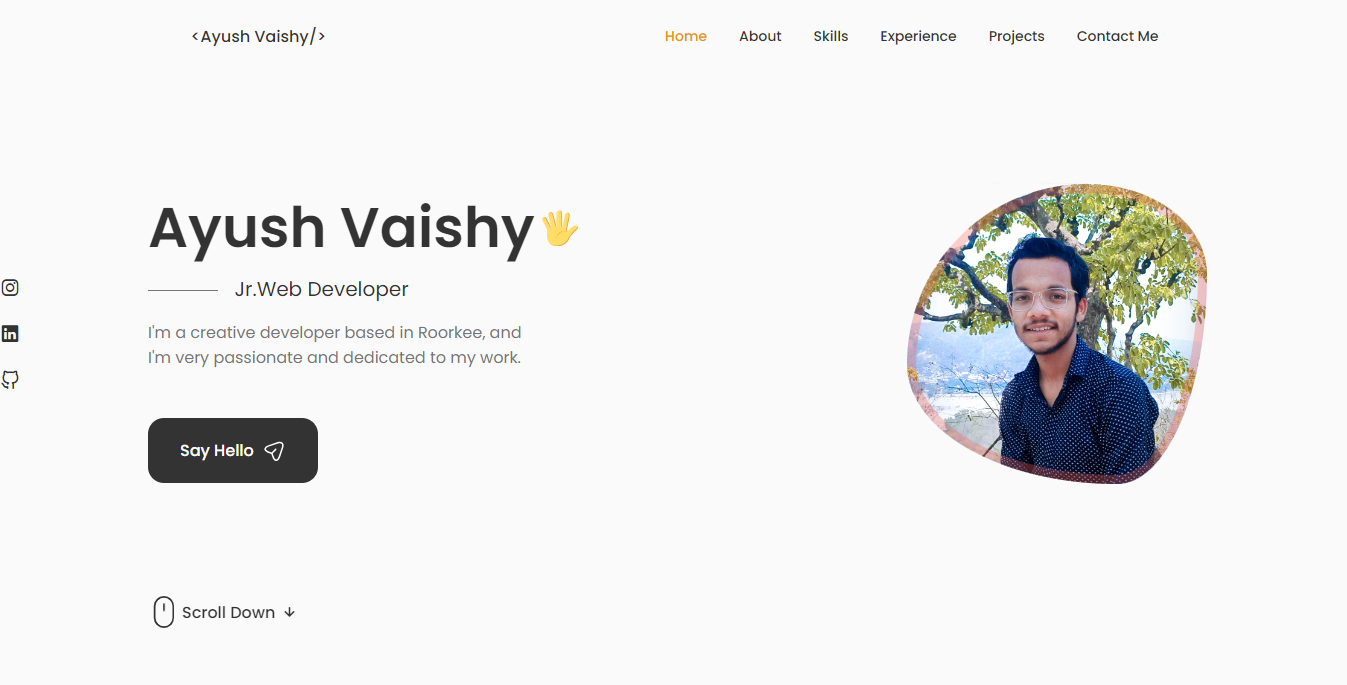 <Ayush Vaishy/>
Home About Skills Experience Projects Contact Me
Ayush Vaishy🖐
Jr.Web Developer
I'm a creative developer based in Roorkee, and
I'm very passionate and dedicated to my work.
Say Hello
Scroll Down ↓